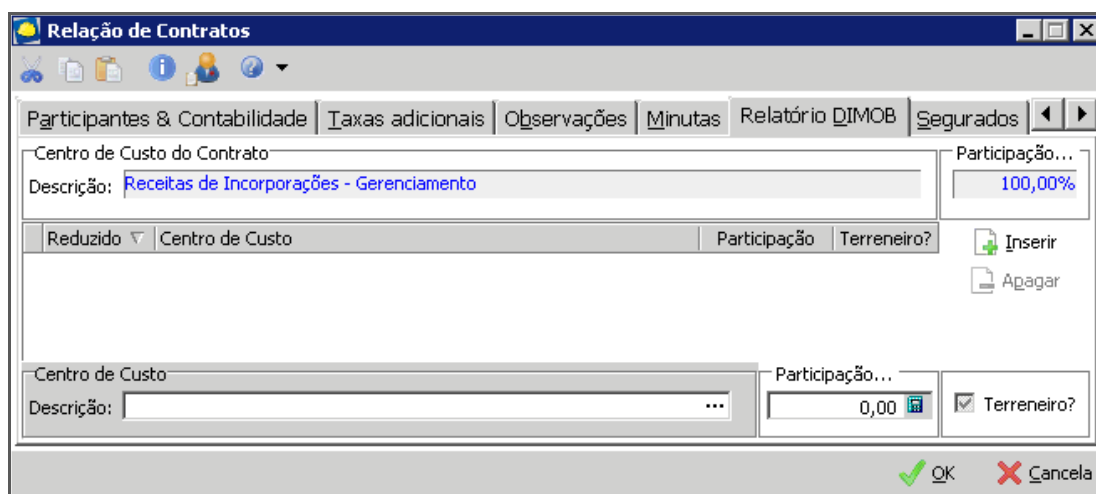 Relação de Contratos
Participantes & Contabilidade Taxas adicionais Observações Minutas Relatório DIMOB Segurados
Centro de Custo do Contrato Participação...
Descrição: Receitas de Incorporações - Gerenciamento 100,00%
Reduzido Centro de Custo Participação Terreneiro? Inserir
Apagar
Centro de Custo Participação...
Descrição: ... 0,00 Terreneiro?
OK Cancela